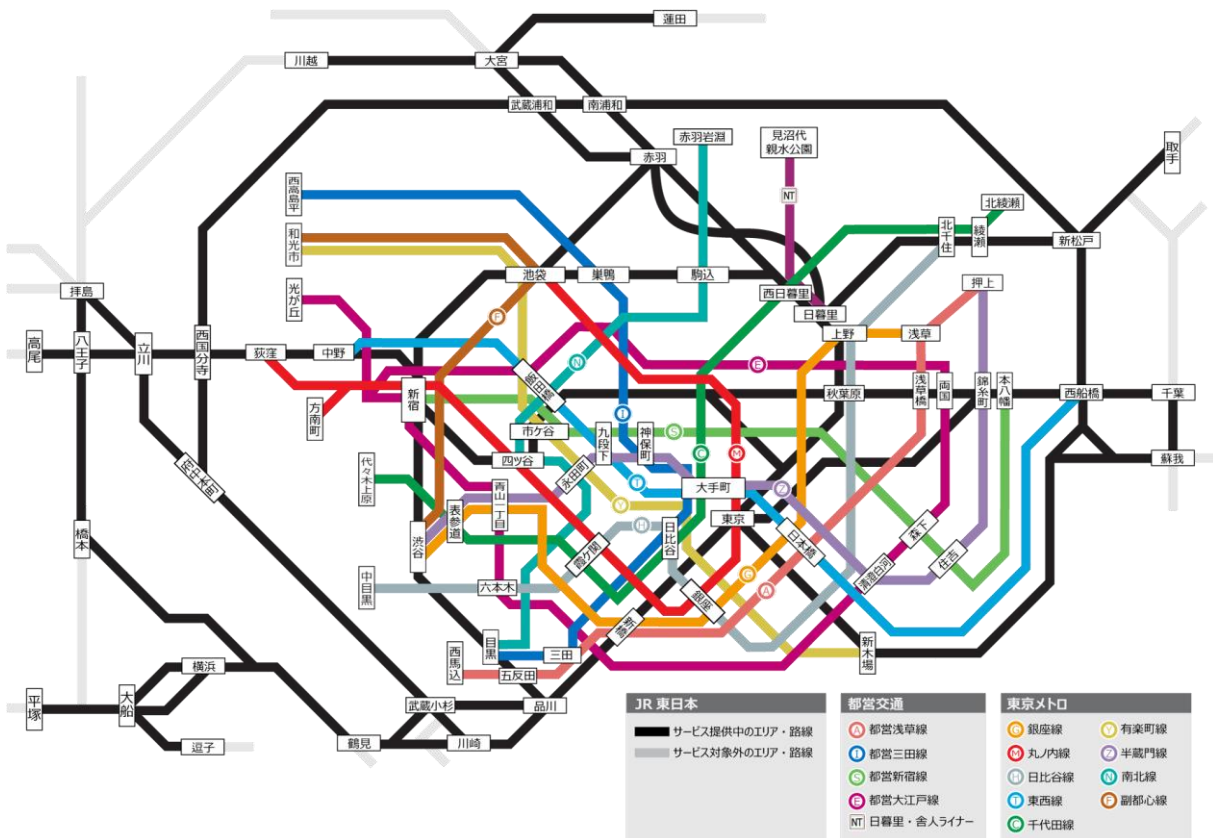 蓮田
川越
大宮
武蔵浦和
南浦和
赤羽岩淵
見沼代
親水公園
赤羽
取手
西高島平
NT
北綾瀬
和光市
北千住
綾瀬
新松戸
池袋
巣鴨
駒込
押上
光が丘
拝島
西日暮里
日暮里
F
上野
浅草
高尾
八王子
立川
西国分寺
荻窪
中野
N
E
飯田橋
新宿
秋葉原
浅草橋
両国
錦糸町
本八幡
西船橋
千葉
方南町
I
市ケ谷
九段下
神保町
S
府中本町
代々木上原
四ツ谷
永田町
C
M
蘇我
T
大手町
Z
青山一丁目
表参道
Y
東京
橋本
渋谷
霞ケ関
H
日比谷
日本橋
森下
住吉
中目黒
六本木
G
清澄白河
銀座
A
新橋
目黒
三田
新木場
西馬込
五反田
横浜
平塚
大船
武蔵小杉
品川
逗子
鶴見
川崎
JR 東日本
サービス提供中のエリア・路線
サービス対象外のエリア・路線
都営交通
A 都営浅草線
I 都営三田線
S 都営新宿線
E 都営大江戸線
NT 日暮里・舎人ライナー
東京メトロ
G 銀座線
M 丸ノ内線
H 日比谷線
T 東西線
C 千代田線
Y 有楽町線
Z 半蔵門線
N 南北線
F 副都心線